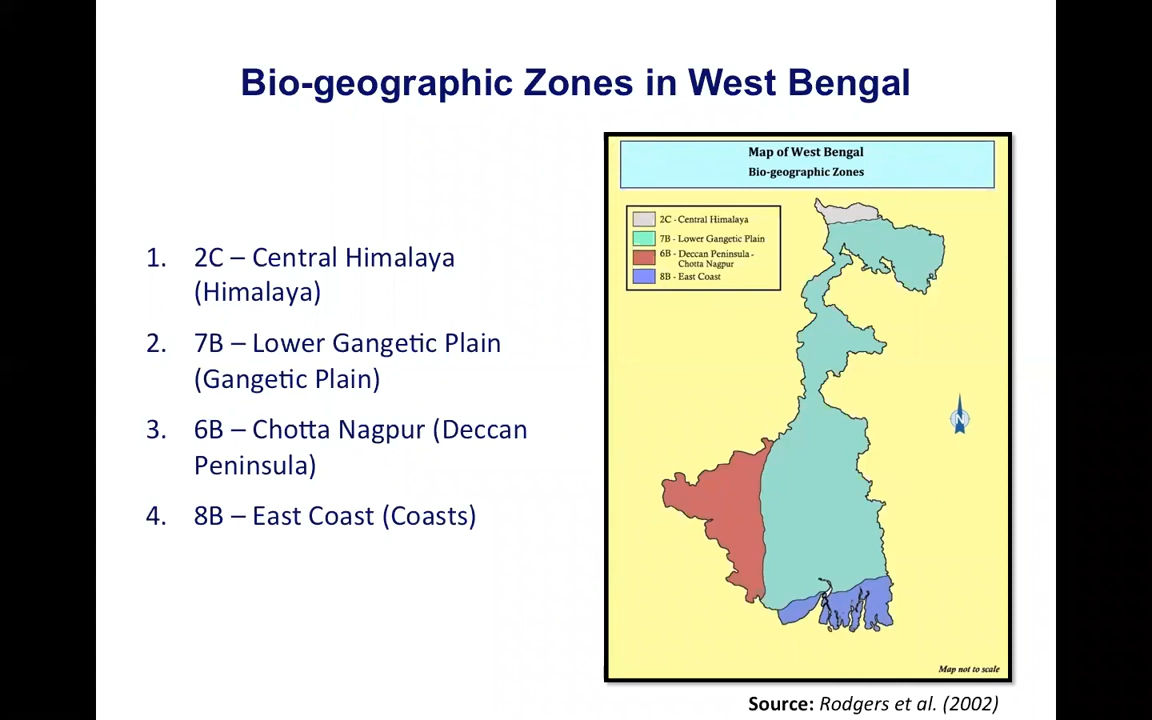 Bio-geographic Zones in West Bengal
1. 2C – Central Himalaya
(Himalaya)
2. 7B – Lower Gangetic Plain
(Gangetic Plain)
3. 6B – Chotta Nagpur (Deccan
Peninsula)
4. 8B – East Coast (Coasts)
Map of West Bengal
Bio-geographic Zones
2C - Central Himalaya
7B - Lower Gangetic Plain
6B - Deccan Peninsula -
Chotta Nagpur
8B - East Coast
N
Map not to scale
Source: Rodgers et al. (2002)